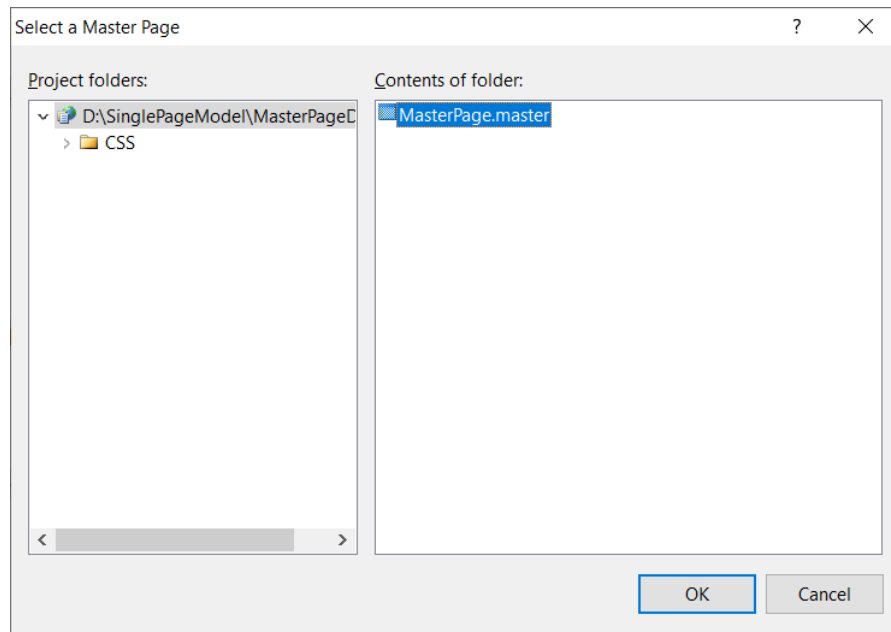 Select a Master Page
?
Project folders:
Contents of folder:
D:\SinglePageModel\MasterPageD
CSS
MasterPage.master
OK
Cancel